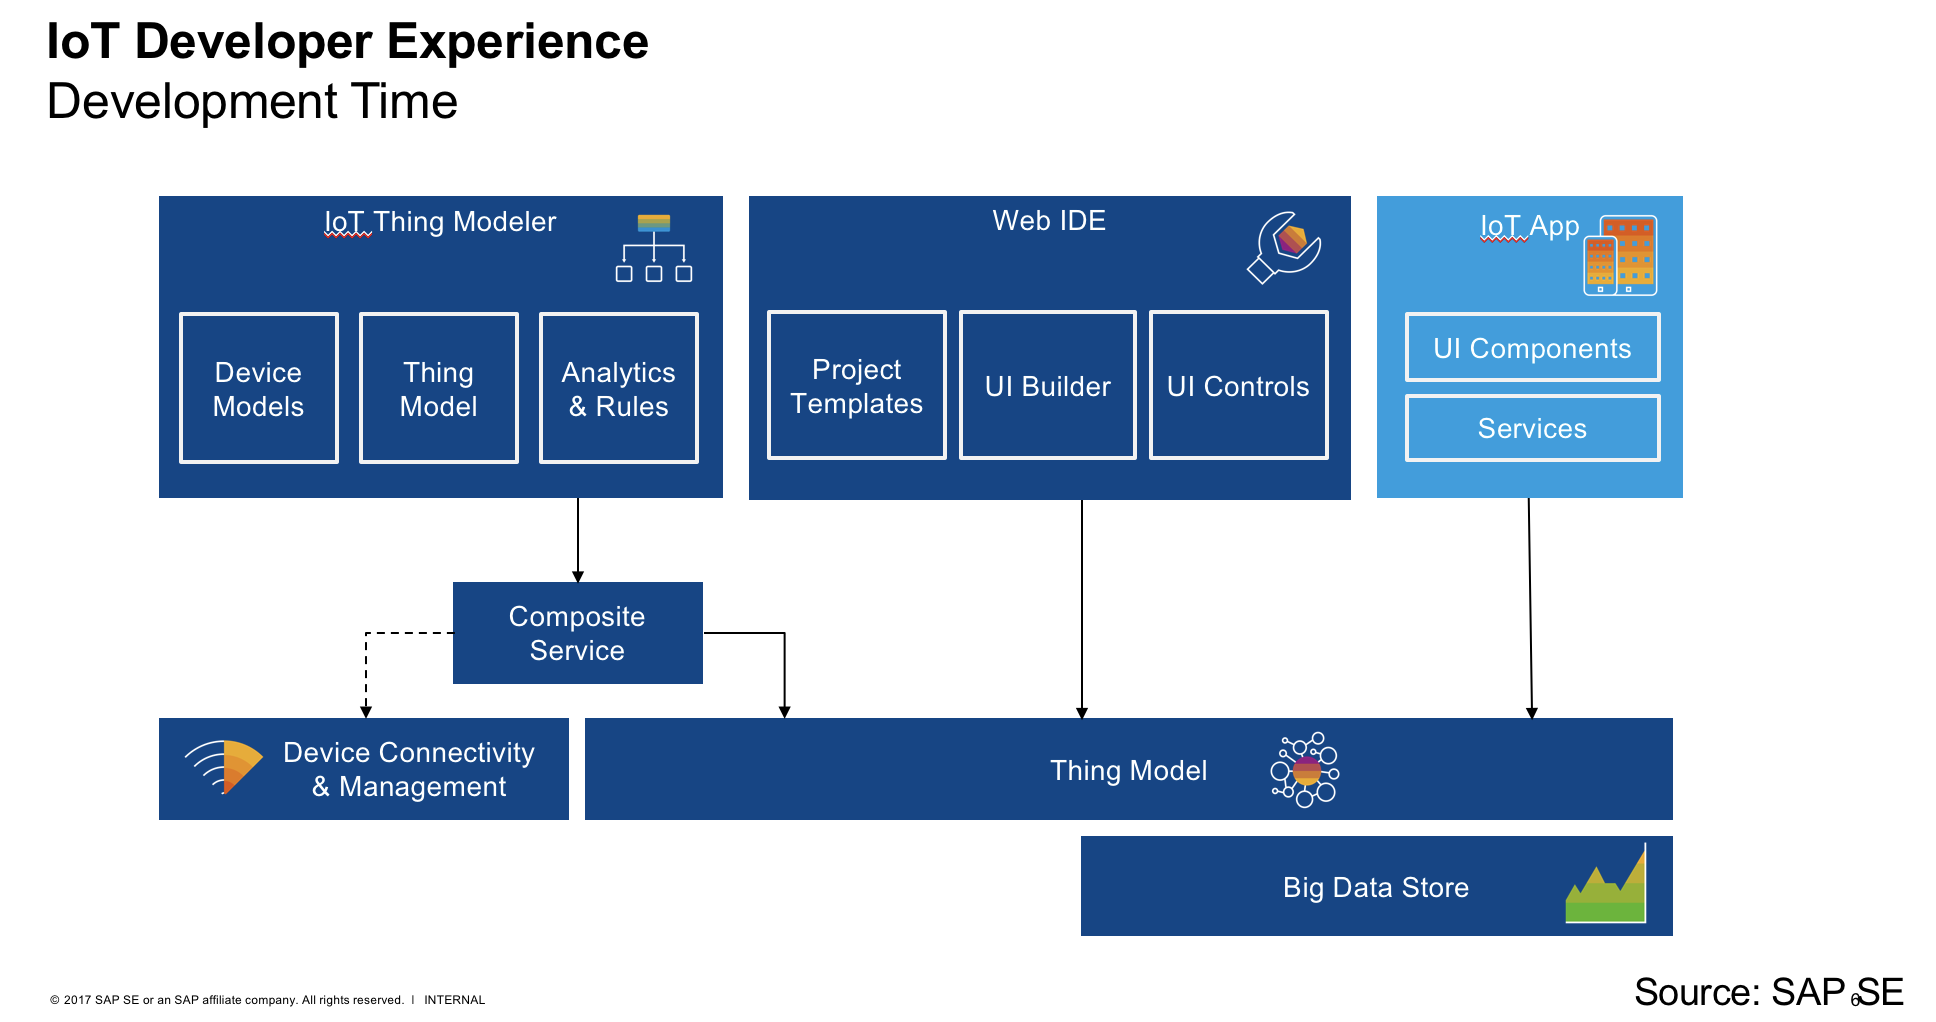 IoT Developer Experience
Development Time
IoT Thing Modeler
Device
Models
Thing
Model
Analytics
& Rules
Web IDE
Project
Templates
UI Builder
UI Controls
IoT App
UI Components
Services
Composite
Service
Device Connectivity
& Management
Thing Model
Big Data Store
© 2017 SAP SE or an SAP affiliate company. All rights reserved. | INTERNAL
6
Source: SAP SE